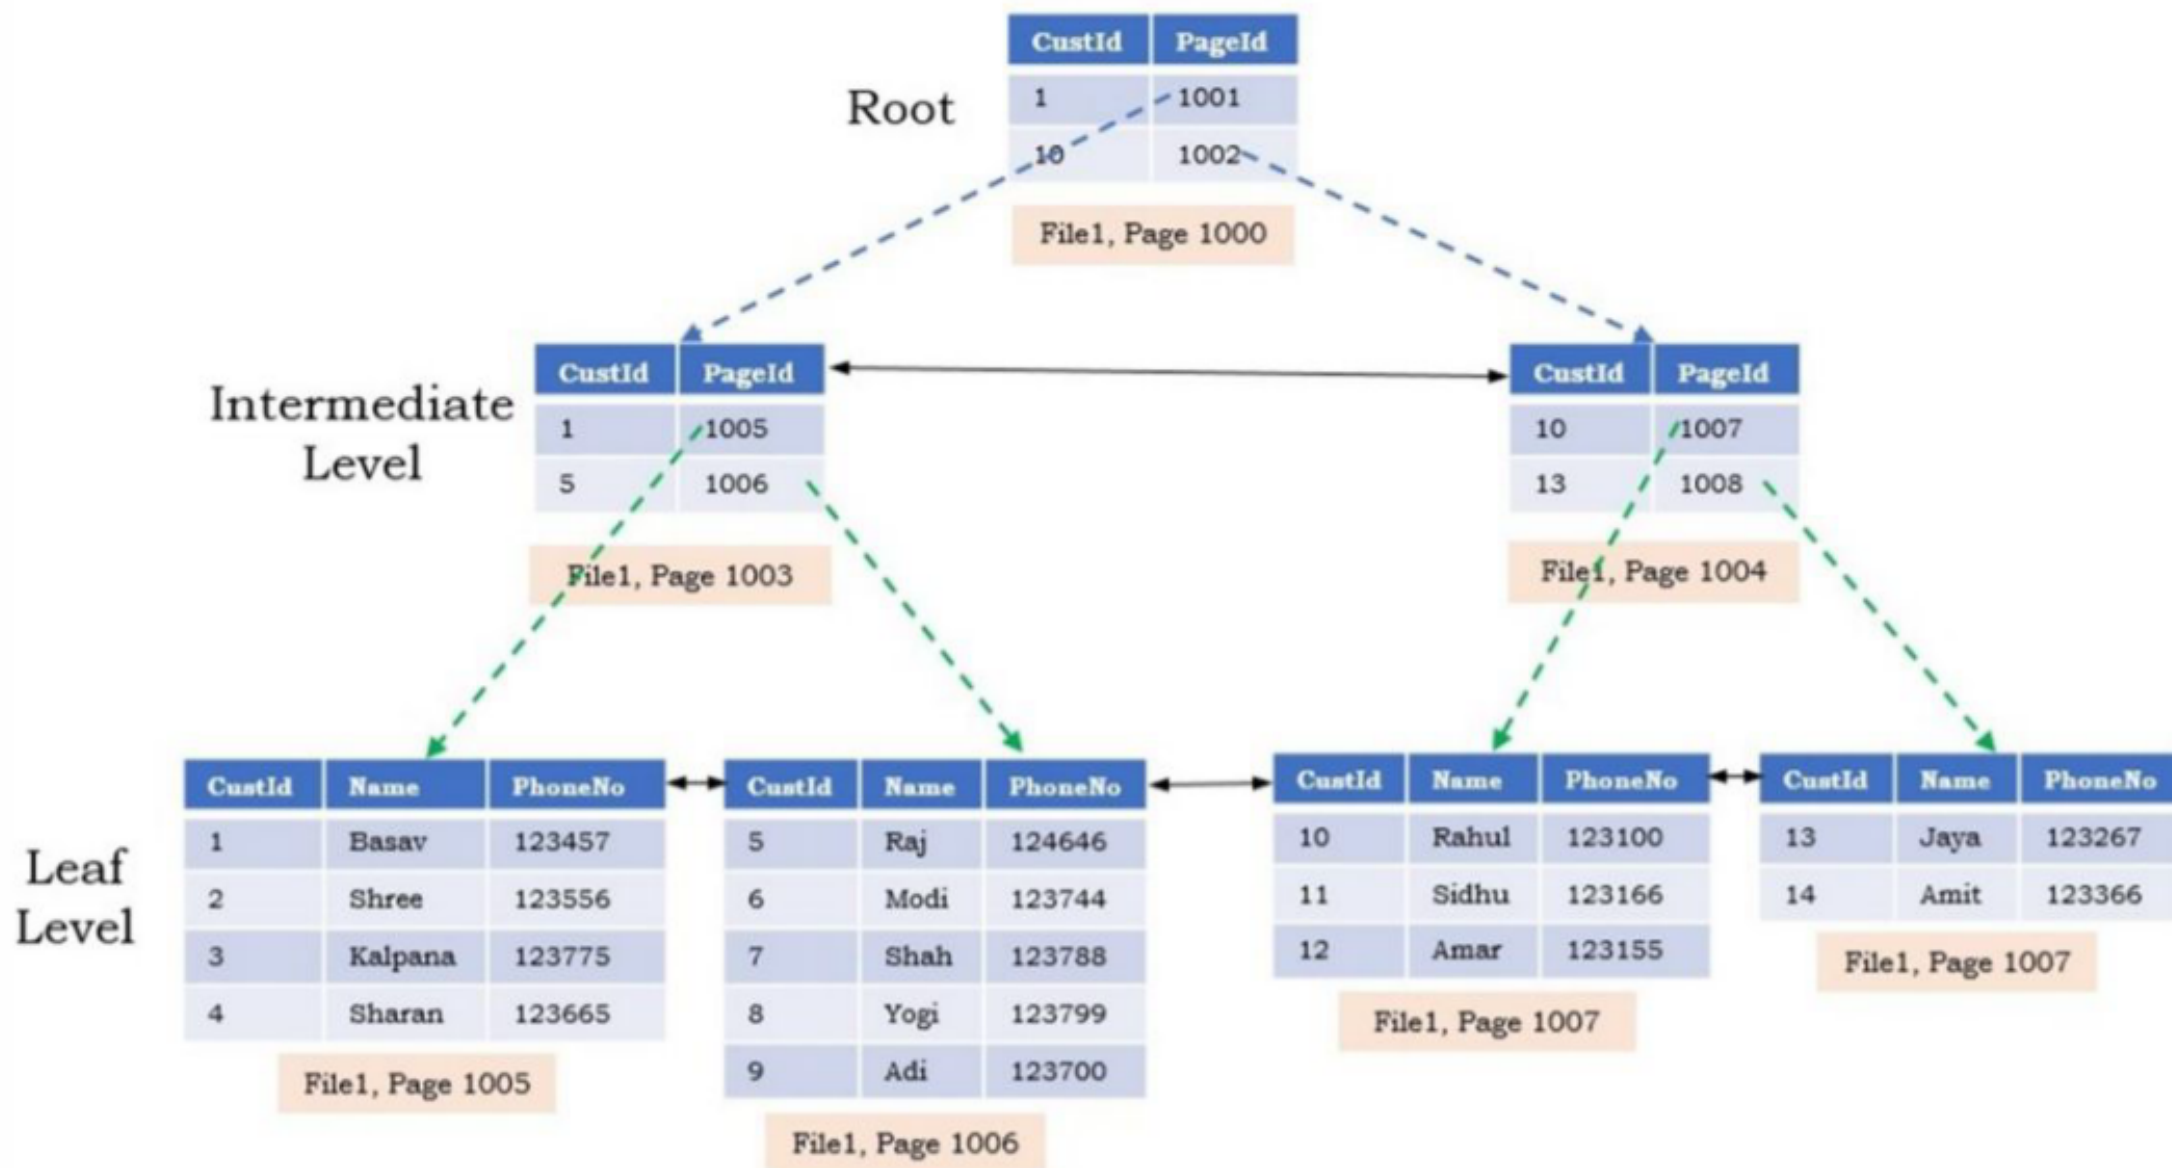 CustId PageId
Root
1 1001
10 1002
File1, Page 1000
Intermediate
Level
CustId PageId
1 1005
5 1006
File1, Page 1003
CustId PageId
10 1007
13 1008
File1, Page 1004
Leaf
Level
CustId Name PhoneNo
1 Basav 123457
2 Shree 123556
3 Kalpana 123775
4 Sharan 123665
File1, Page 1005
CustId Name PhoneNo
5 Raj 124646
6 Modi 123744
7 Shah 123788
8 Yogi 123799
9 Adi 123700
File1, Page 1006
CustId Name PhoneNo
10 Rahul 123100
11 Sidhu 123166
12 Amar 123155
File1, Page 1007
CustId Name PhoneNo
13 Jaya 123267
14 Amit 123366
File1, Page 1007